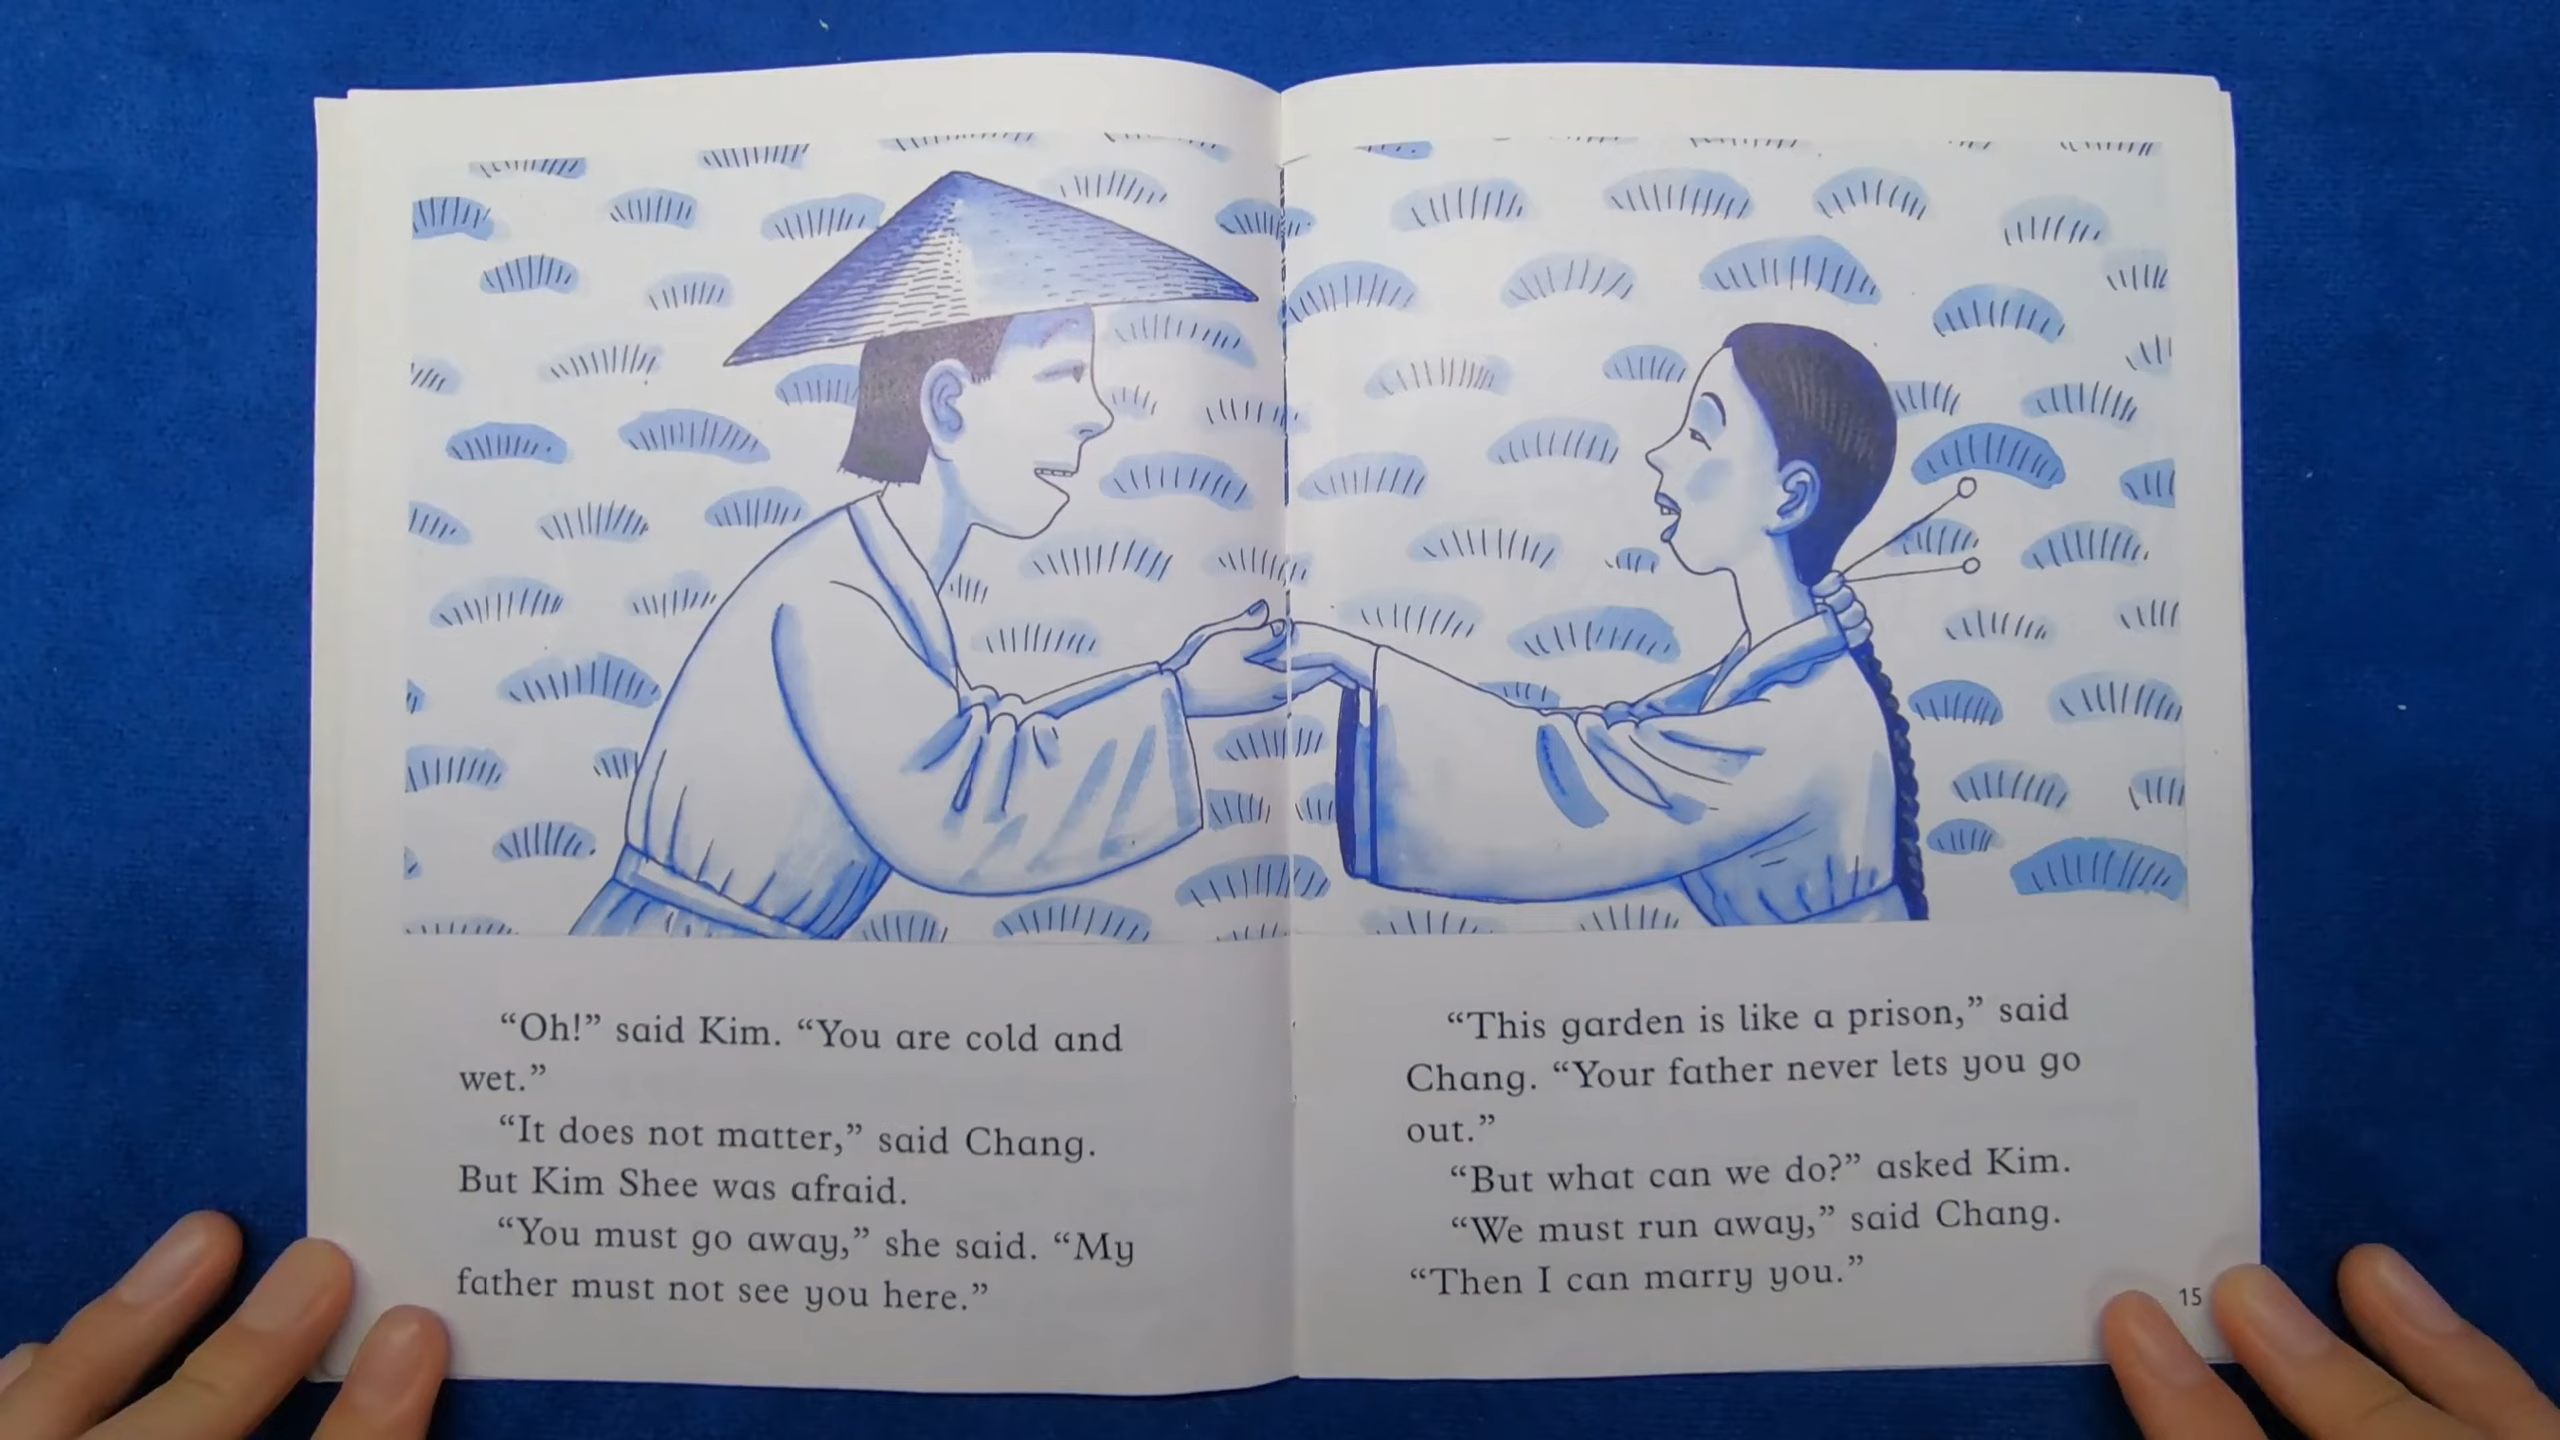 “Oh!” said Kim. “You are cold and
wet.”
“It does not matter,” said Chang.
But Kim Shee was afraid.
“You must go away,” she said. “My
father must not see you here.”
“This garden is like a prison,” said
Chang. “Your father never lets you go
out.”
“But what can we do?” asked Kim.
“We must run away,” said Chang.
“Then I can marry you.”
15